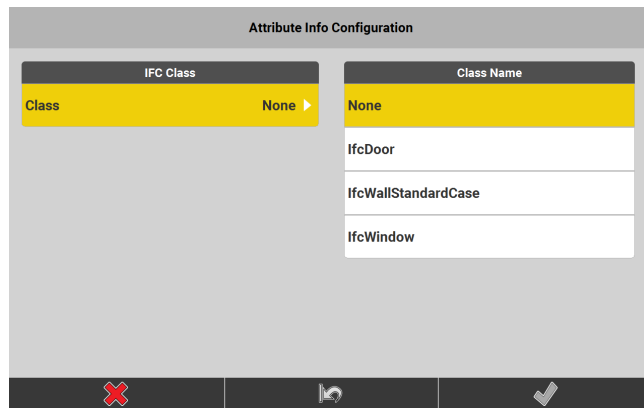 Attribute Info Configuration
IFC Class
Class None
Class Name
None
IfcDoor
IfcWallStandardCase
IfcWindow